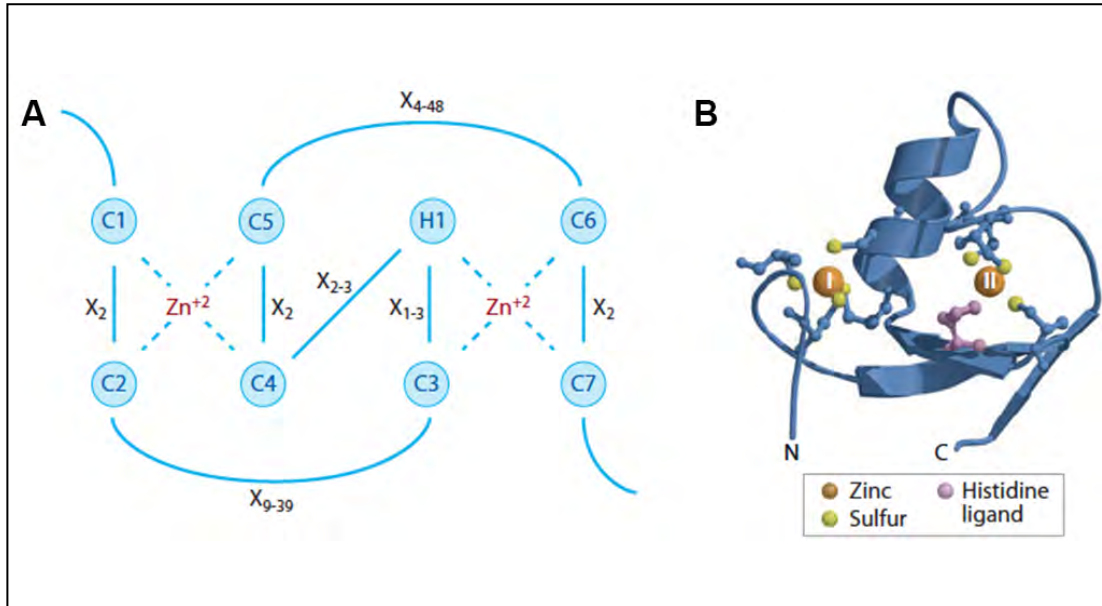 A
B
X4-48
C1
C5
H1
C6
X2
Zn+2
X2
X2-3
X1-3
Zn+2
X2
C2
C4
C3
C7
X9-39
I
II
N
C
Zinc
Sulfur
Histidine
ligand